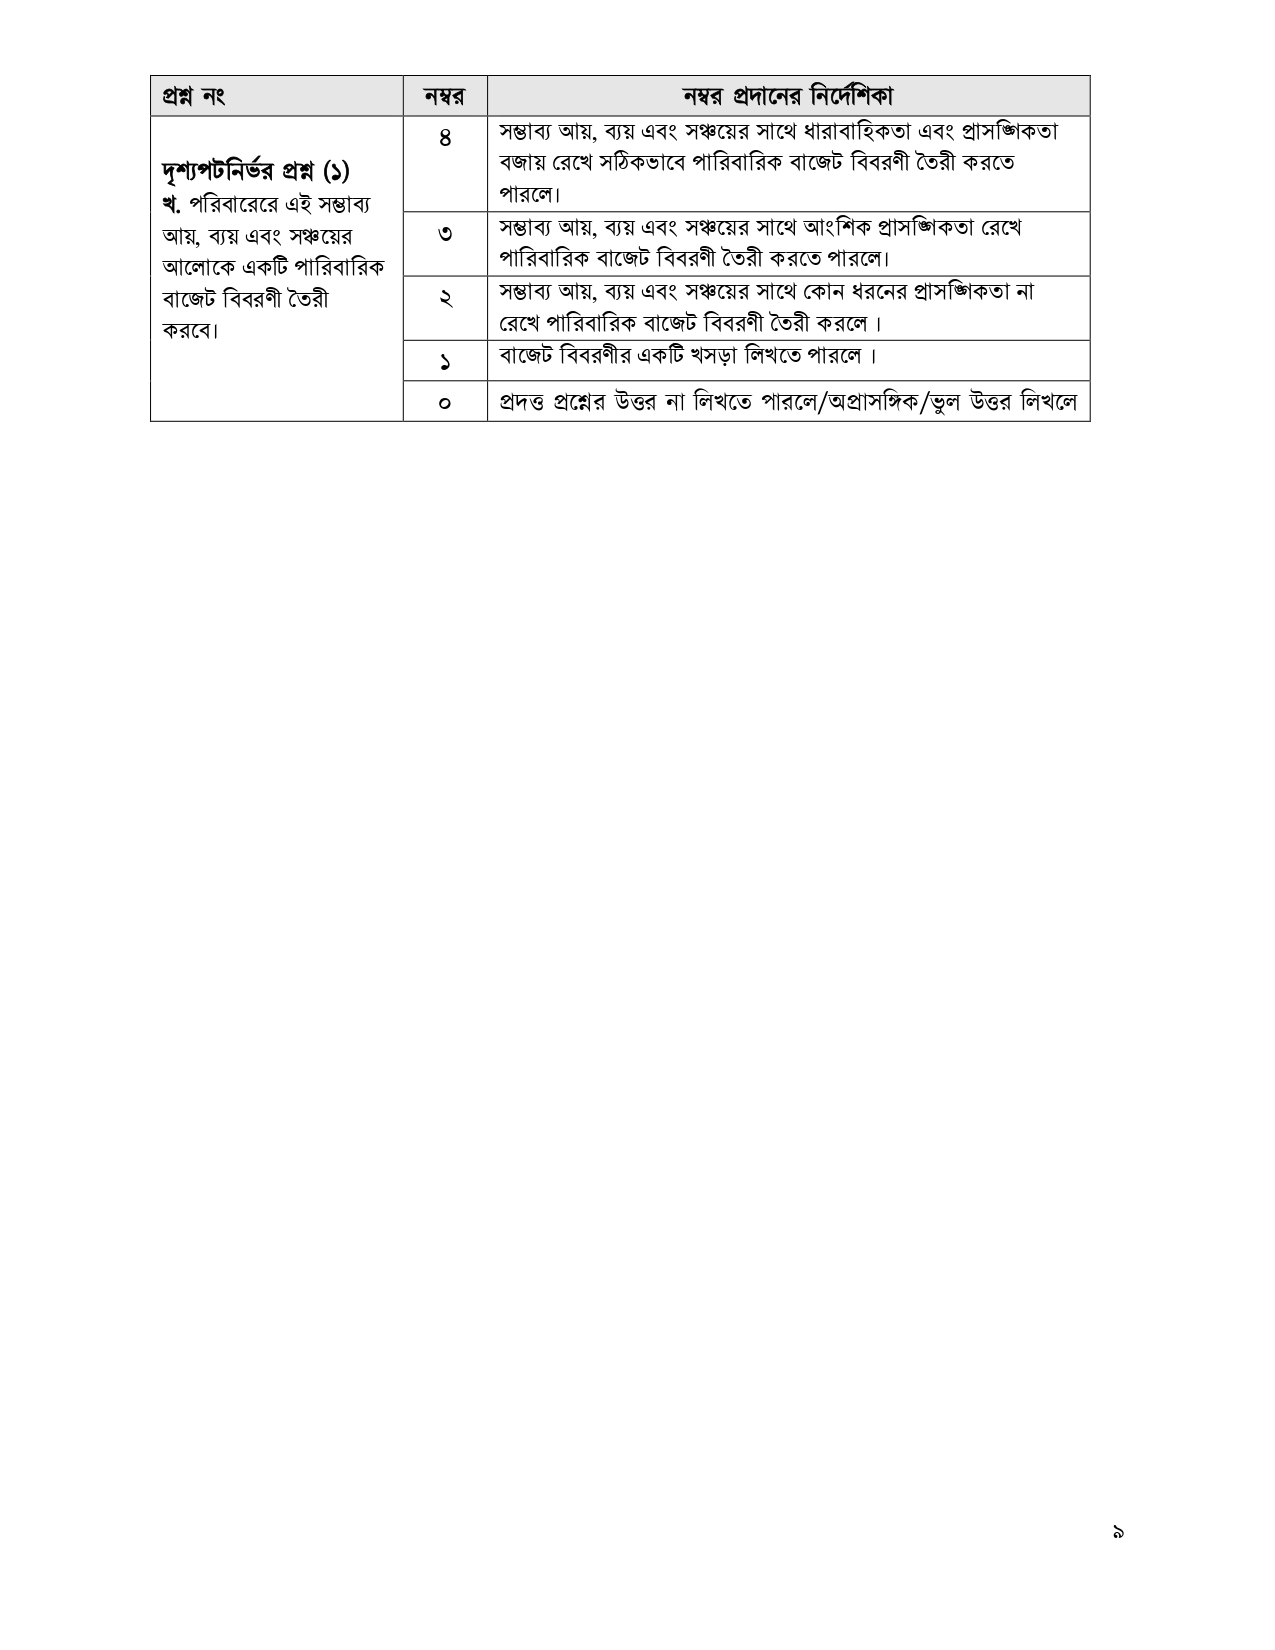 প্রশ্ন নং নম্বর নম্বর প্রদানের নির্দেশিকা
দৃশ্যপটনির্ভর প্রশ্ন (১)
খ. পরিবারেরে এই সম্ভাব্য
আয়, ব্যয় এবং সঞ্চয়ের
আলোকে একটি পারিবারিক
বাজেট বিবরণী তৈরী
করবে।
৪ সম্ভাব্য আয়, ব্যয় এবং সঞ্চয়ের সাথে ধারাবাহিকতা এবং প্রাসঙ্গিকতা
বজায় রেখে সঠিকভাবে পারিবারিক বাজেট বিবরণী তৈরী করতে
পারলে।
৩ সম্ভাব্য আয়, ব্যয় এবং সঞ্চয়ের সাথে আংশিক প্রাসঙ্গিকতা রেখে
পারিবারিক বাজেট বিবরণী তৈরী করতে পারলে।
২ সম্ভাব্য আয়, ব্যয় এবং সঞ্চয়ের সাথে কোন ধরনের প্রাসঙ্গিকতা না
রেখে পারিবারিক বাজেট বিবরণী তৈরী করলে ।
১ বাজেট বিবরণীর একটি খসড়া লিখতে পারলে ।
০ প্রদত্ত প্রশ্নের উত্তর না লিখতে পারলে/অপ্রাসঙ্গিক/ভুল উত্তর লিখলে
৯